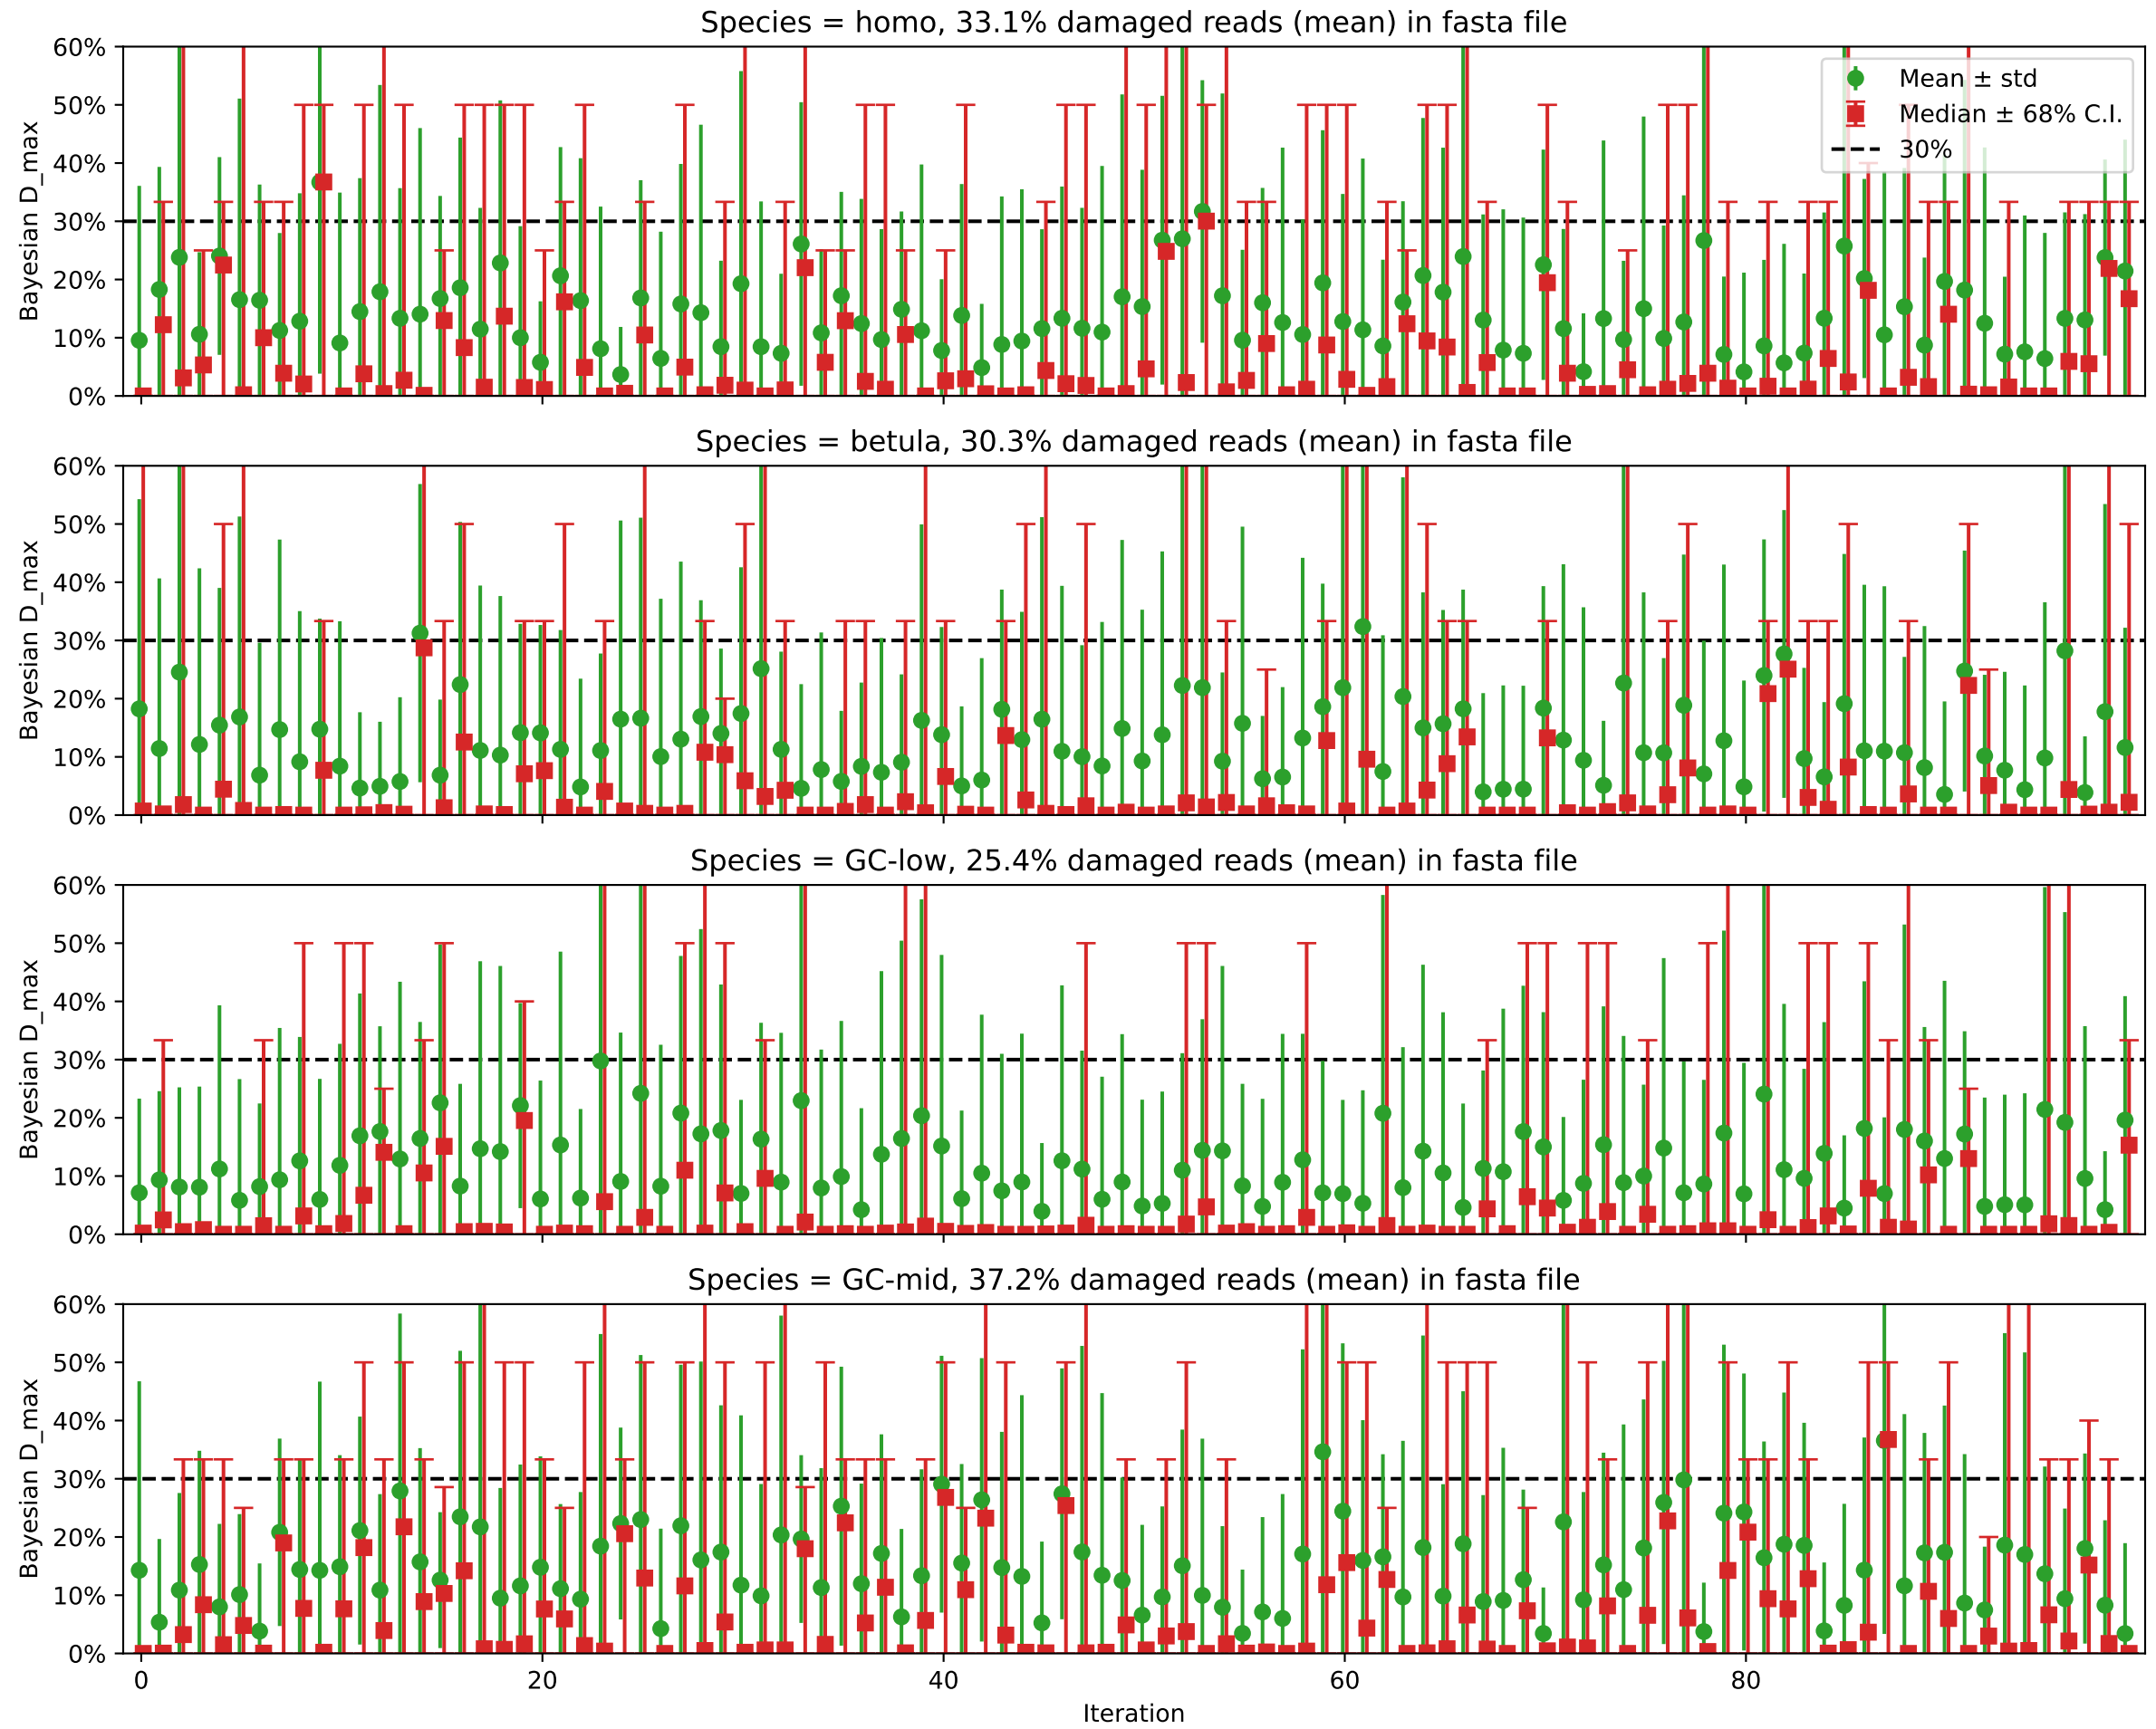 Species = homo, 33.1% damaged reads (mean) in fasta file
60%
50%
40%
30%
20%
10%
0%
Bayesian D_max
Mean ± std
Median ± 68% C.I.
30%
Species = betula, 30.3% damaged reads (mean) in fasta file
60%
50%
40%
30%
20%
10%
0%
Bayesian D_max
Species = GC-low, 25.4% damaged reads (mean) in fasta file
60%
50%
40%
30%
20%
10%
0%
Bayesian D_max
Species = GC-mid, 37.2% damaged reads (mean) in fasta file
60%
50%
40%
30%
20%
10%
0%
Bayesian D_max
0 20 40 60 80
Iteration